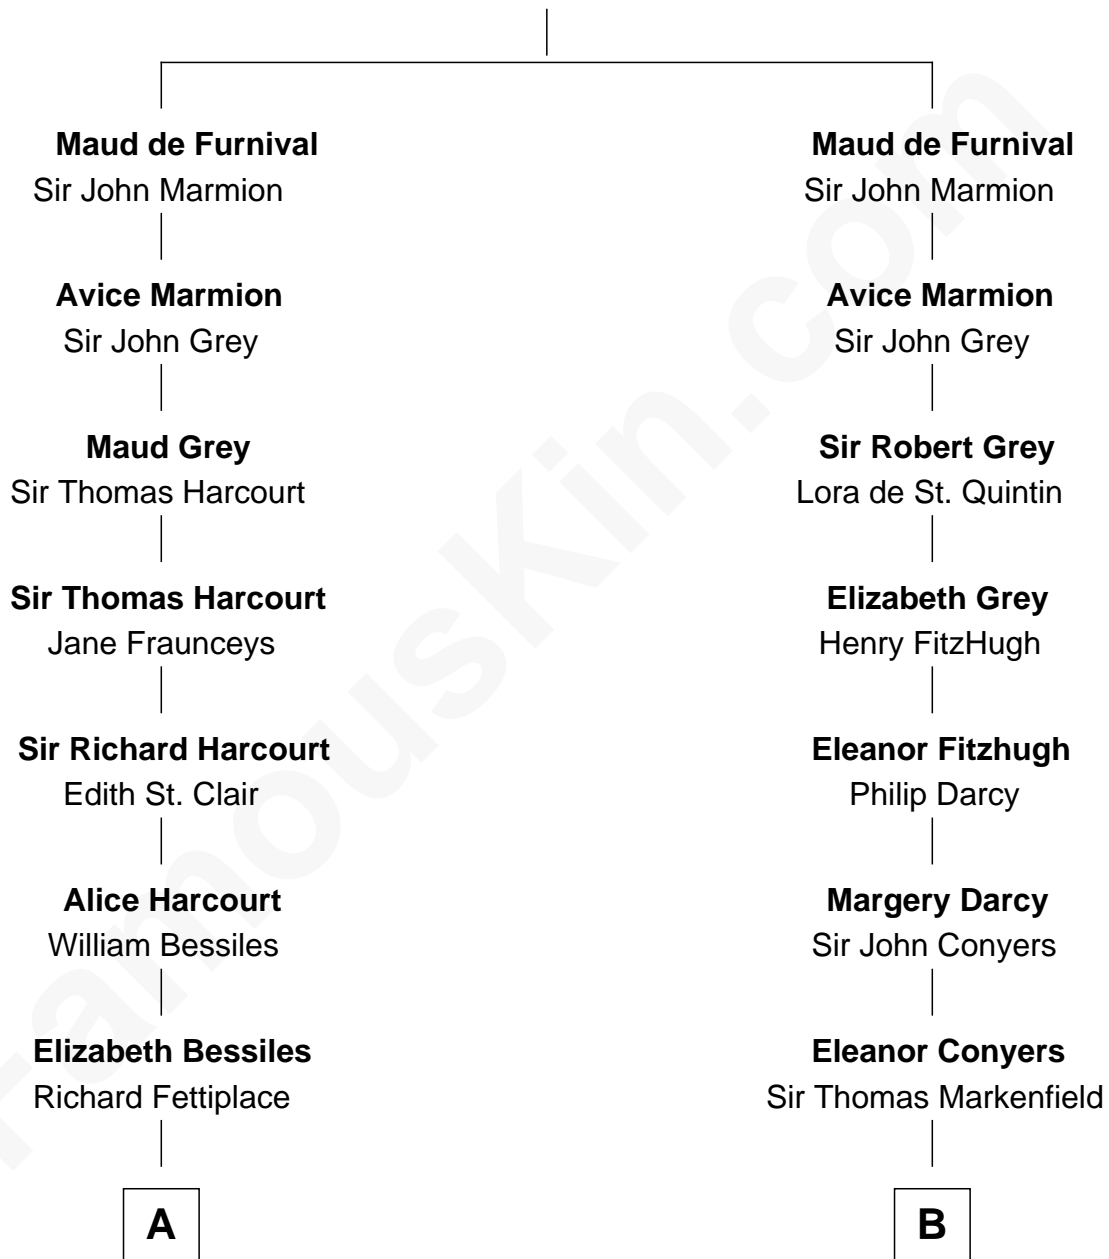 Maud de Furnival
Sir John Marmion
Avice Marmion
Sir John Grey
Maud Grey
Sir Thomas Harcourt
Sir Thomas Harcourt
Jane Fraunceys
Sir Richard Harcourt
Edith St. Clair
Alice Harcourt
William Bessiles
Elizabeth Bessiles
Richard Fettiplace
A
Maud de Furnival
Sir John Marmion
Avice Marmion
Sir John Grey
Sir Robert Grey
Lora de St. Quintin
Elizabeth Grey
Henry FitzHugh
Eleanor Fitzhugh
Philip Darcy
Margery Darcy
Sir John Conyers
Eleanor Conyers
Sir Thomas Markenfield
B
FamousKin.com